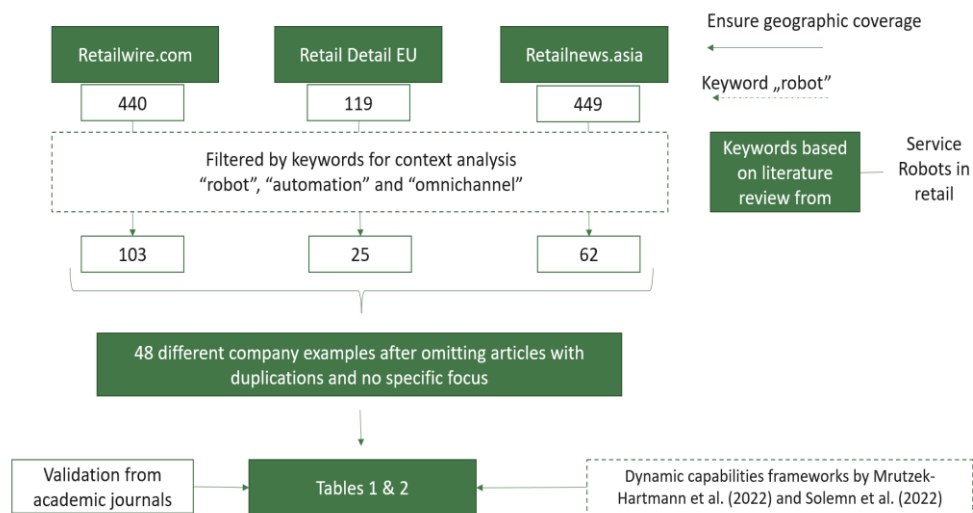 Ensure geographic coverage
Retailwire.com
Retail Detail EU
Retailnews.asia
Keyword „robot”
440
119
449
Filtered by keywords for context analysis
“robot”, “automation” and “omnichannel”
Keywords based
on literature
review from
Service
Robots in
retail
103
25
62
48 different company examples after omitting articles with
duplications and no specific focus
Validation from
academic journals
Tables 1 & 2
Dynamic capabilities frameworks by Mrutzek-
Hartmann et al. (2022) and Solemn et al. (2022)